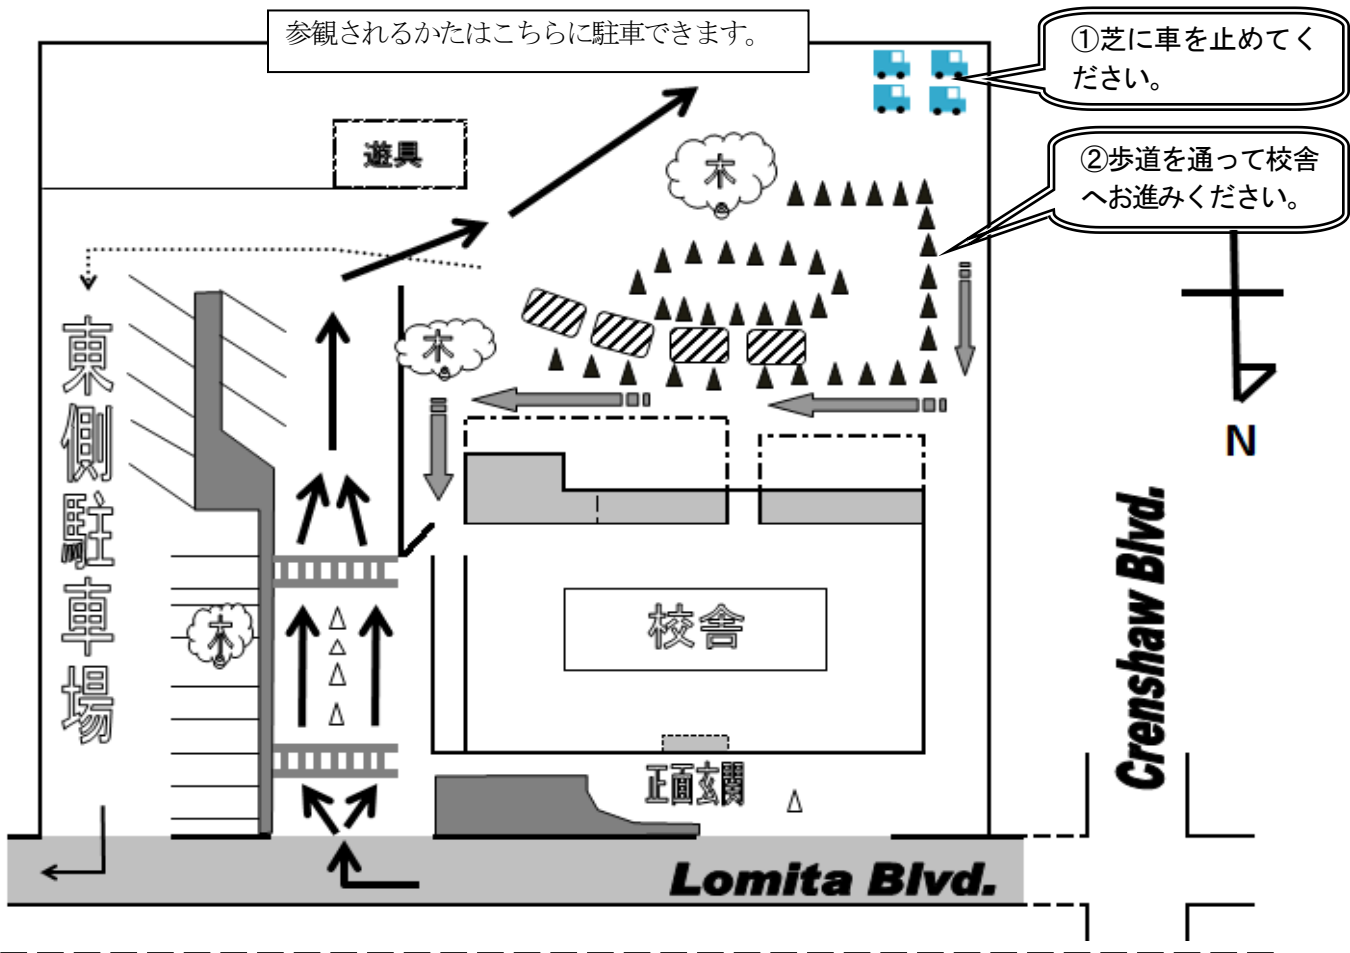 参観されるかたはこちらに駐車できます。
①芝に車を止めてく
ださい。
②歩道を通って校舎
へお進みください。
遊具
木
木
N
東側駐車場
木
校舎
Crenshaw Blvd.
正面玄関
Lomita Blvd.